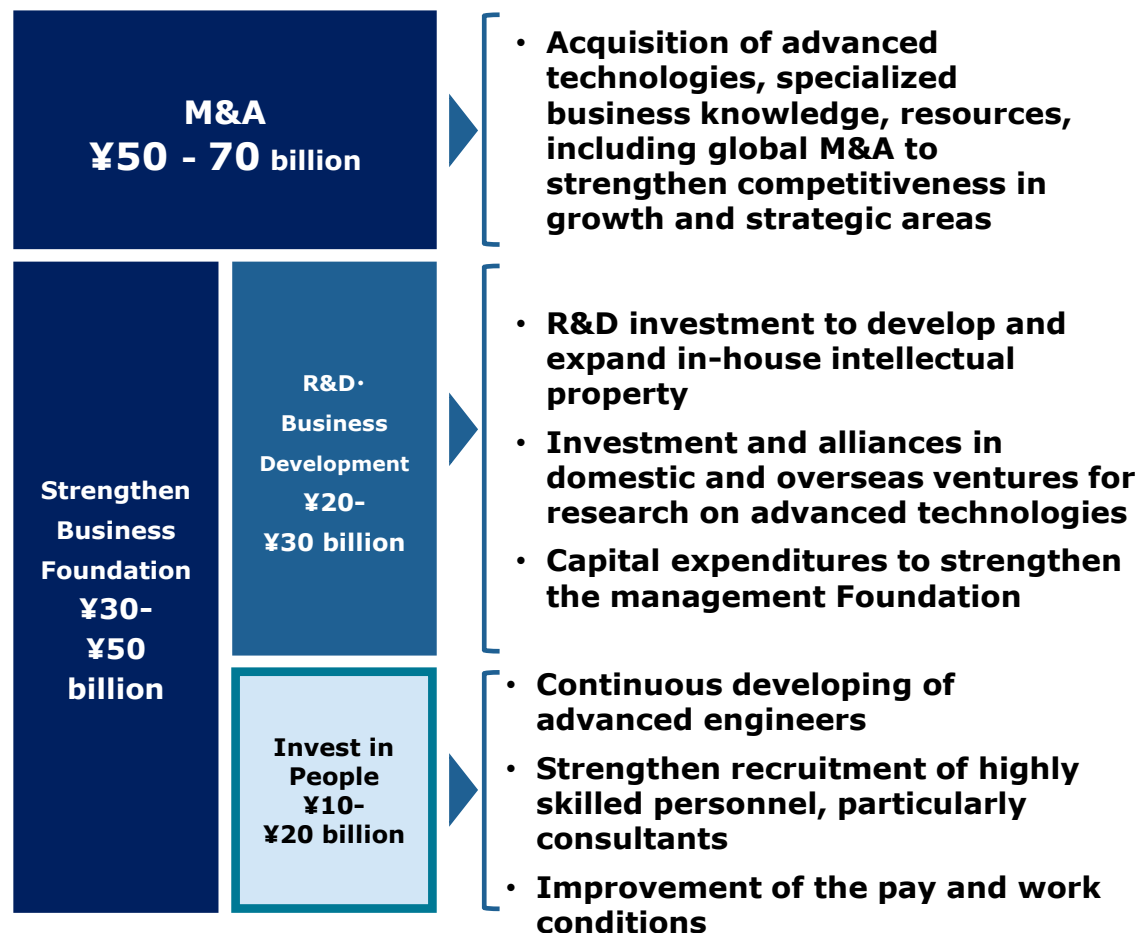 M&A
¥50 - 70 billion
• Acquisition of advanced
technologies, specialized
business knowledge, resources,
including global M&A to
strengthen competitiveness in
growth and strategic areas
Strengthen
Business
Foundation
¥30-
¥50
billion
R&D・
Business
Development
¥20-
¥30 billion
• R&D investment to develop and
expand in-house intellectual
property
• Investment and alliances in
domestic and overseas ventures for
research on advanced technologies
• Capital expenditures to strengthen
the management Foundation
Invest in
People
¥10-
¥20 billion
• Continuous developing of
advanced engineers
• Strengthen recruitment of highly
skilled personnel, particularly
consultants
• Improvement of the pay and work
conditions